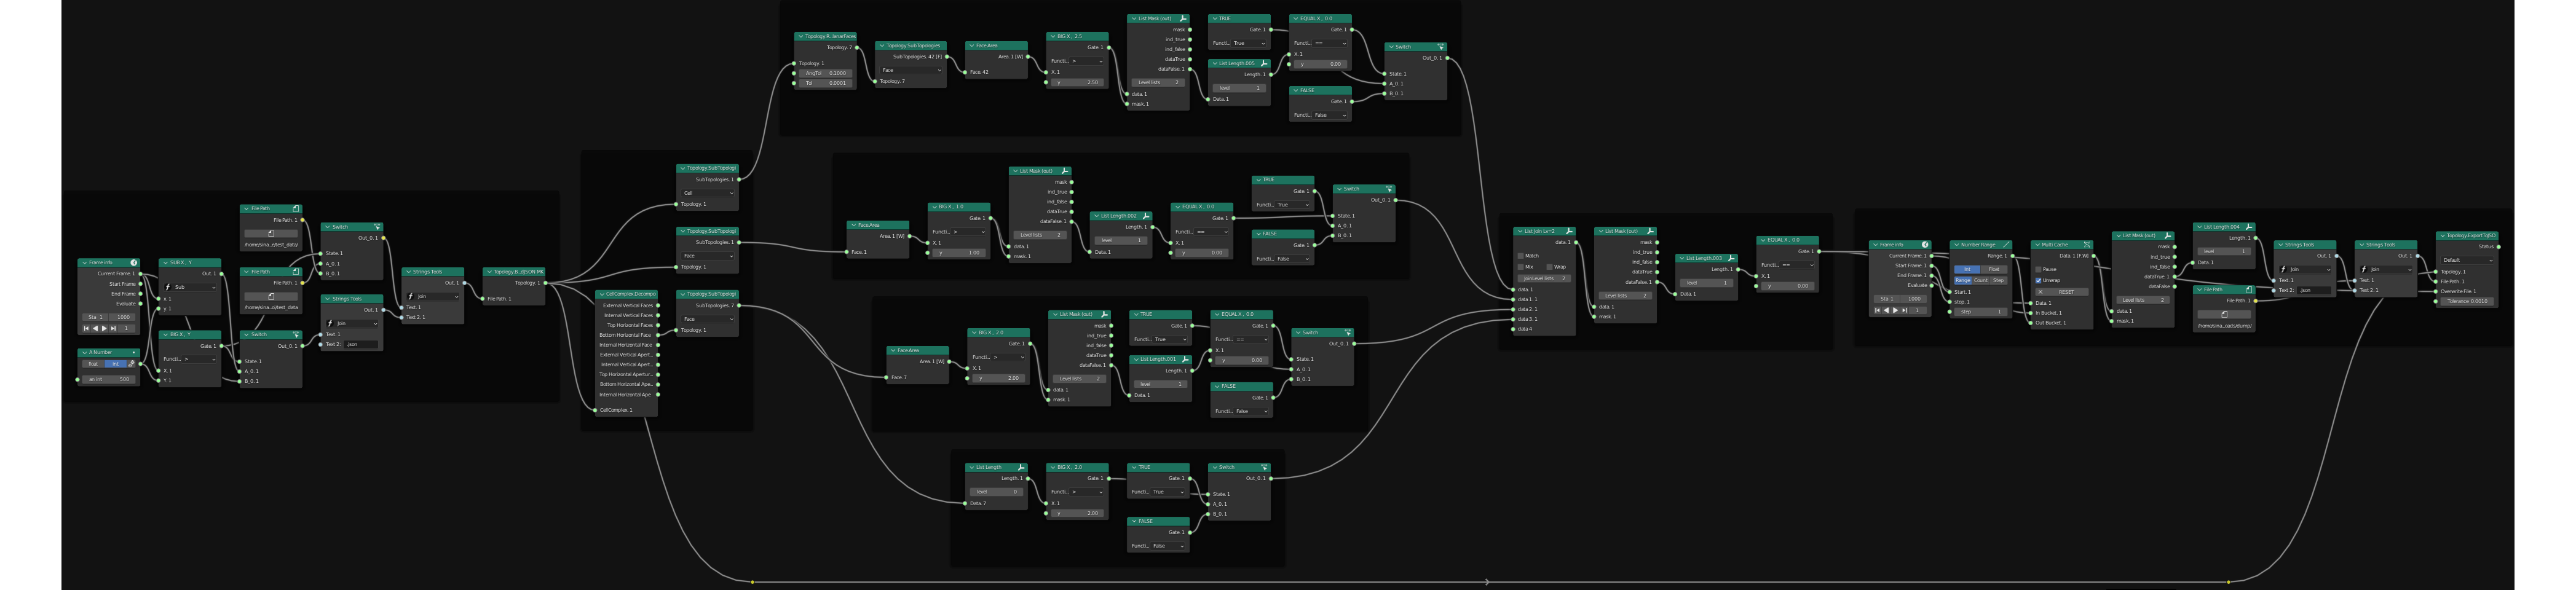 Frame Info
Current Frame. 1
Start Frame
End Frame
Evaluate
Sta 1 1000
1
A Number
float int
an int 500
SUB X , Y
Out. 1
Sub
x. 1
y. 1
BIG X , Y
Gate. 1
Functi... >
X. 1
Y. 1
File Path
File Path. 1
File Path
File Path. 1
Switch
Out_0. 1
State. 1
A_0. 1
B_0. 1
Switch
Out_0. 1
State. 1
A_0. 1
B_0. 1
Strings Tools
Out. 1
Join
Text. 1
Text 2: .json
Strings Tools
Out. 1
Join
Text. 1
Text 2. 1
Topology. 1
File Path. 1
Topology.SubTopologi
SubTopologies. 1
Cell
Topology. 1
Topology.SubTopologi
SubTopologies. 1
Face
Topology. 1
Topology.SubTopologi
SubTopologies. 7
Face
Topology. 1
CellComplex.Decompo
External Vertical Faces
Internal Vertical Faces
Top Horizontal Faces
Bottom Horizontal Faces
Internal Horizontal Face
External Vertical Apert...
Internal Vertical Apert...
Top Horizontal Apertur...
Bottom Horizontal Ape...
Internal Horizontal Ape
CellComplex. 1
Topology. 7
Topology. 1
AngTol 0.1000
Tol 0.0001
Topology.SubTopologies
SubTopologies. 42 [F]
Face
Topology. 7
Face.Area
Area. 1 [W]
Face. 42
BIG X , 2.5
Gate. 1
Functi... >
X. 1
y 2.50
List Mask (out)
mask
ind_true
ind_false
dataTrue
dataFalse. 1
Level lists 2
data. 1
mask. 1
TRUE
Gate. 1
Functi... True
List Length.005
Length. 1
level 1
Data. 1
EQUAL X , 0.0
Gate. 1
Functi... ==
X. 1
y 0.00
FALSE
Gate. 1
Functi... False
Switch
Out_0. 1
State. 1
A_0. 1
B_0. 1
Face.Area
Area. 1 [W]
Face. 1
BIG X , 1.0
Gate. 1
Functi... >
X. 1
y 1.00
List Mask (out)
mask
ind_true
ind_false
dataTrue
dataFalse. 1
Level lists 2
data. 1
mask. 1
List Length.002
Length. 1
level 1
Data. 1
EQUAL X , 0.0
Gate. 1
Functi... ==
X. 1
y 0.00
TRUE
Gate. 1
Functi... True
FALSE
Gate. 1
Functi... False
Switch
Out_0. 1
State. 1
A_0. 1
B_0. 1
Face.Area
Area. 1 [W]
Face. 7
BIG X , 2.0
Gate. 1
Functi... >
X. 1
y 2.00
List Mask (out)
mask
ind_true
ind_false
dataTrue
dataFalse. 1
Level lists 2
data. 1
mask. 1
TRUE
Gate. 1
Functi... True
List Length.001
Length. 1
level 1
Data. 1
EQUAL X , 0.0
Gate. 1
Functi... ==
X. 1
y 0.00
FALSE
Gate. 1
Functi... False
Switch
Out_0. 1
State. 1
A_0. 1
B_0. 1
List Length
Length. 1
level 0
Data. 7
BIG X , 2.0
Gate. 1
Functi... >
X. 1
y 2.00
TRUE
Gate. 1
Functi... True
FALSE
Gate. 1
Functi... False
Switch
Out_0. 1
State. 1
A_0. 1
B_0. 1
List Join Lvl=2
data. 1
Match
Mix Wrap
JoinLevel lists 2
data. 1
data 1. 1
data 2. 1
data 3. 1
data 4
List Mask (out)
mask
ind_true
ind_false
dataTrue
dataFalse. 1
Level lists 2
data. 1
mask. 1
List Length.003
Length. 1
level 1
Data. 1
EQUAL X , 0.0
Gate. 1
Functi... ==
X. 1
y 0.00
Frame Info
Current Frame. 1
Start Frame. 1
End Frame. 1
Evaluate
Sta 1 1000
1
Number Range
Range. 1
Int Float
Range Count Step
Start. 1
stop. 1
step 1
Multi Cache
Data. 1 [F,W]
Pause
Unwrap
RESET
Data. 1
In Bucket. 1
Out Bucket. 1
List Mask (out)
mask
ind_true
ind_false
dataTrue. 1
dataFalse
Level lists 2
data. 1
mask. 1
List Length.004
Length. 1
level 1
Data. 1
File Path
File Path. 1
Strings Tools
Out. 1
Join
Text. 1
Text 2: .json
Strings Tools
Out. 1
Join
Text. 1
Text 2. 1
Status
Default
Topology. 1
File Path. 1
Overwrite File. 1
Tolerance 0.0010